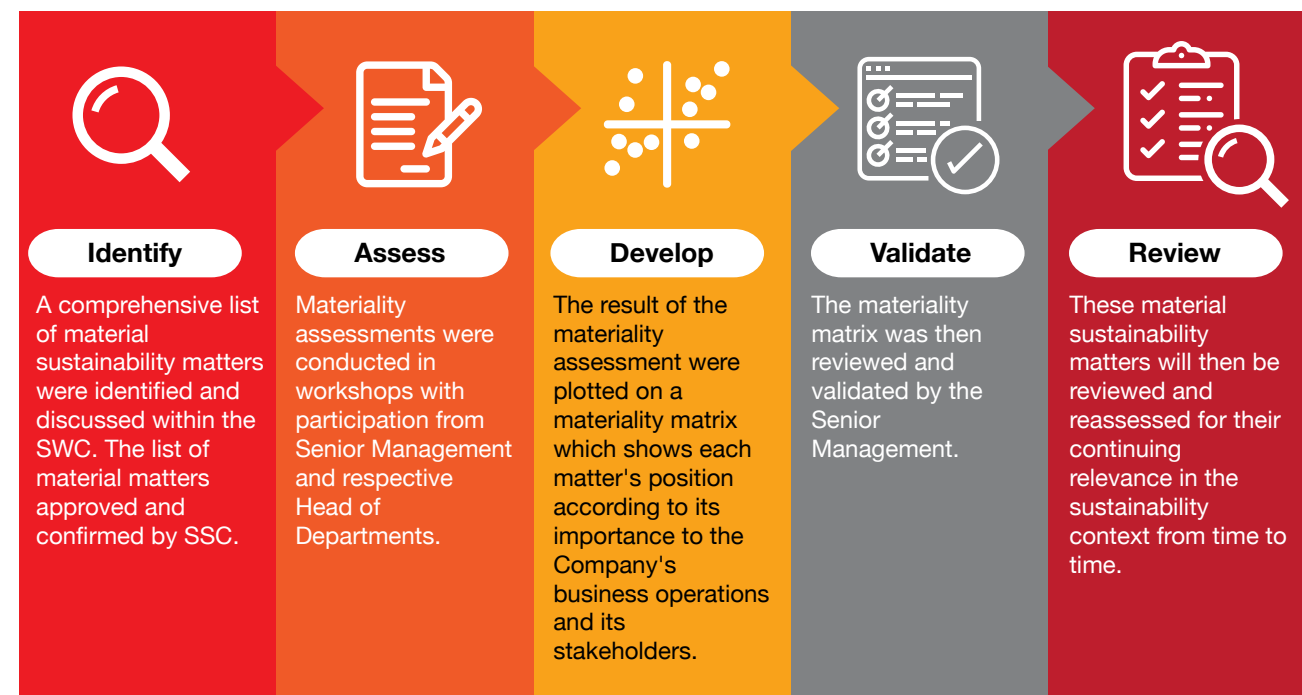 Identify
A comprehensive list
of material
sustainability matters
were identified and
discussed within the
SWC. The list of
material matters
approved and
confirmed by SSC.
Assess
Materiality
assessments were
conducted in
workshops with
participation from
Senior Management
and respective
Head of
Departments.
Develop
The result of the
materiality
assessment were
plotted on a
materiality matrix
which shows each
matter's position
according to its
importance to the
Company's
business operations
and its
stakeholders.
Validate
The materiality
matrix was then
reviewed and
validated by the
Senior
Management.
Review
These material
sustainability
matters will then be
reviewed and
reassessed for their
continuing
relevance in the
sustainability
context from time to
time.